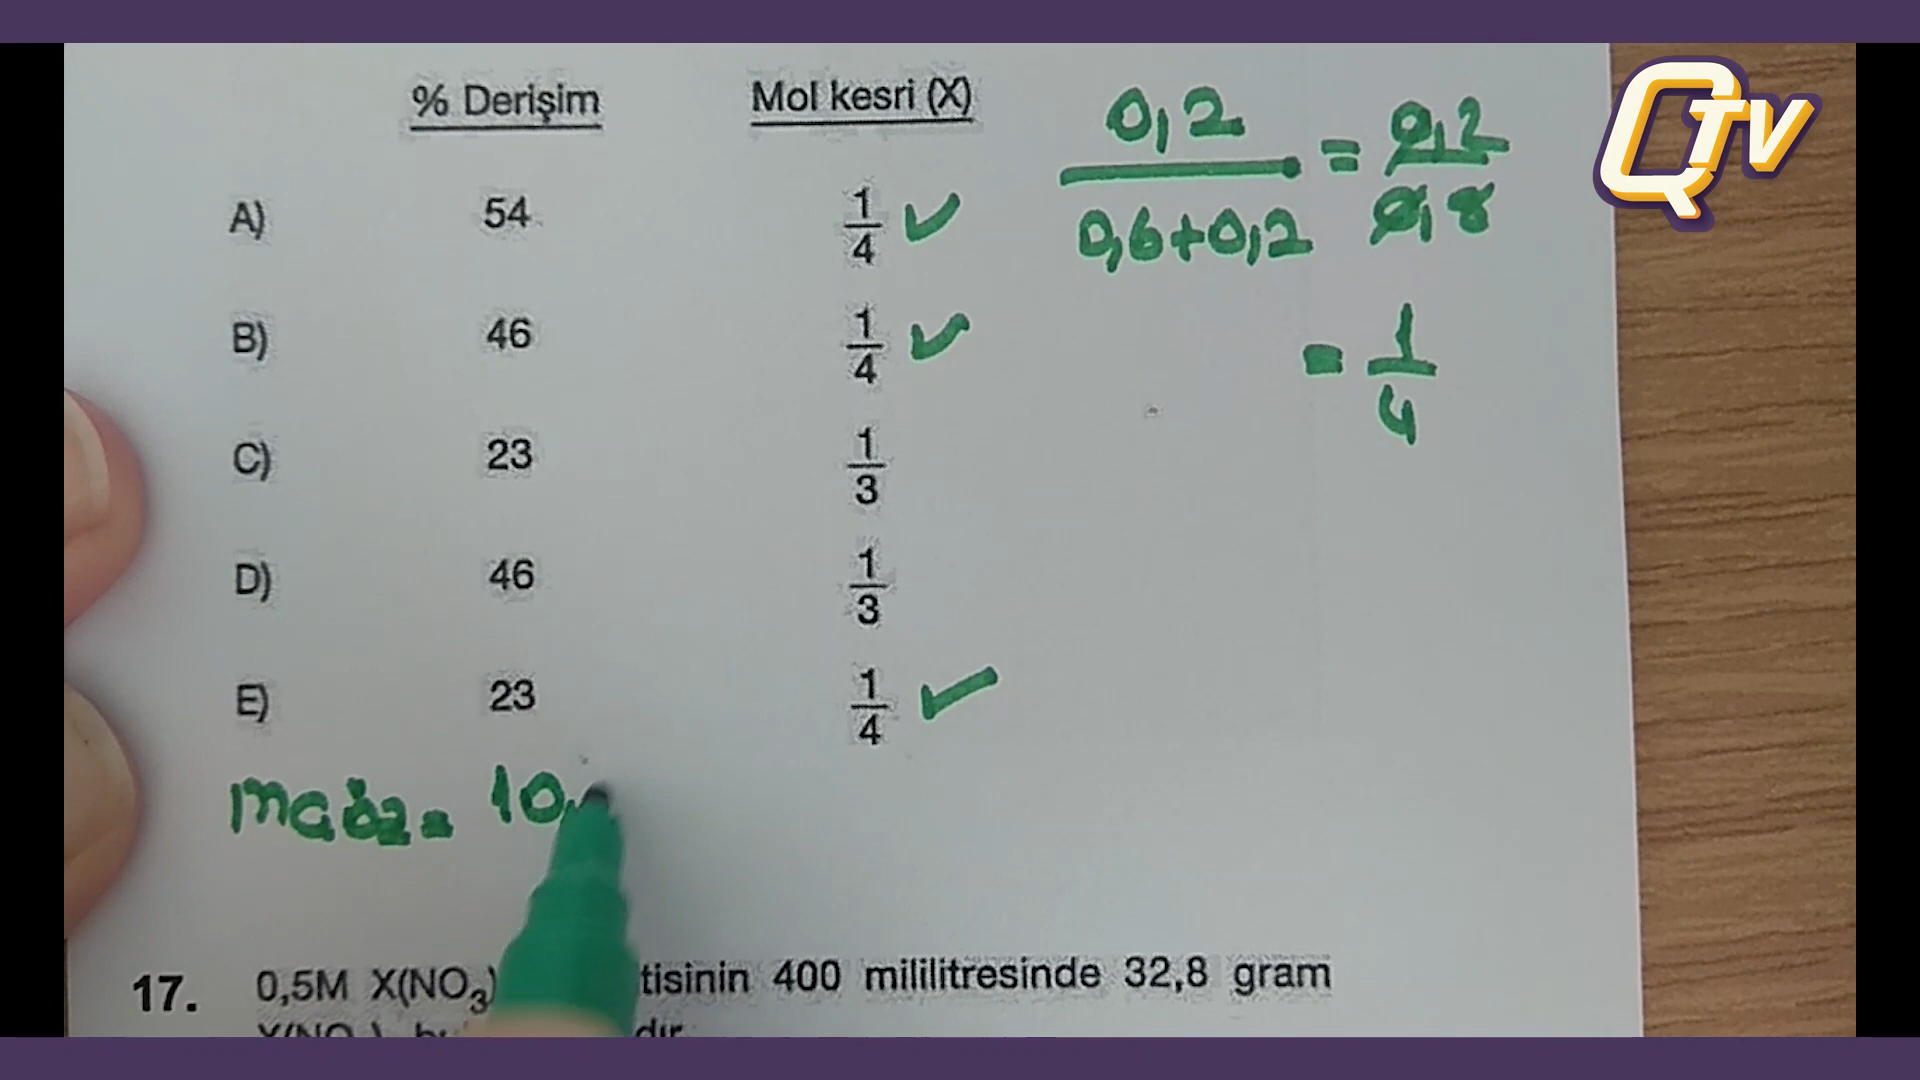 % Derişim Mol kesri (X)
A) 54 1/4 ✓
B) 46 1/4 ✓
C) 23 1/3
D) 46 1/3
E) 23 1/4 ✓
0,2 / 0,6+0,2 = 0,2 / 0,8
= 1/4
mçöz = 10,
17. 0,5M X(NO3) tisinin 400 mililitresinde 32,8 gram
QTV